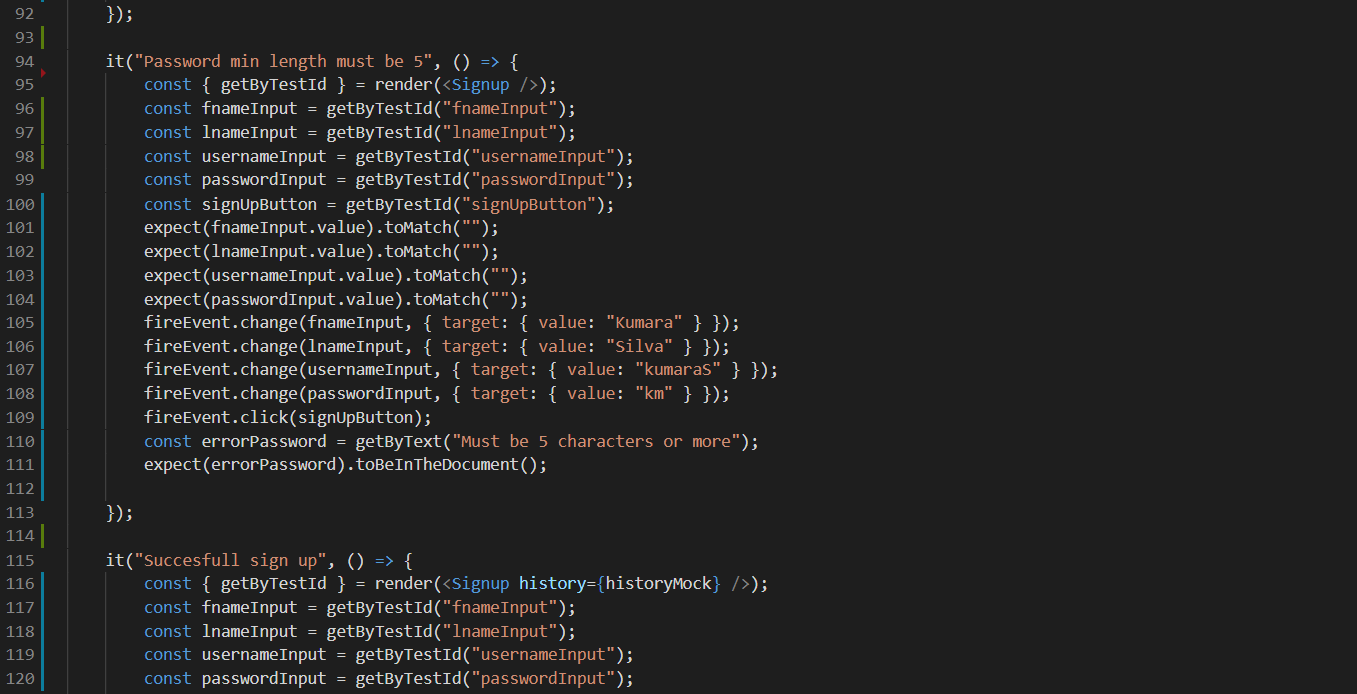 92 });
93
94 it("Password min length must be 5", () => {
95 const { getByTestId } = render(<Signup />);
96 const fnameInput = getByTestId("fnameInput");
97 const lnameInput = getByTestId("lnameInput");
98 const usernameInput = getByTestId("usernameInput");
99 const passwordInput = getByTestId("passwordInput");
100 const signUpButton = getByTestId("signUpButton");
101 expect(fnameInput.value).toMatch("");
102 expect(lnameInput.value).toMatch("");
103 expect(usernameInput.value).toMatch("");
104 expect(passwordInput.value).toMatch("");
105 fireEvent.change(fnameInput, { target: { value: "Kumara" } });
106 fireEvent.change(lnameInput, { target: { value: "Silva" } });
107 fireEvent.change(usernameInput, { target: { value: "kumaraS" } });
108 fireEvent.change(passwordInput, { target: { value: "km" } });
109 fireEvent.click(signUpButton);
110 const errorPassword = getByText("Must be 5 characters or more");
111 expect(errorPassword).toBeInTheDocument();
112
113 });
114
115 it("Succesfull sign up", () => {
116 const { getByTestId } = render(<Signup history={historyMock} />);
117 const fnameInput = getByTestId("fnameInput");
118 const lnameInput = getByTestId("lnameInput");
119 const usernameInput = getByTestId("usernameInput");
120 const passwordInput = getByTestId("passwordInput");